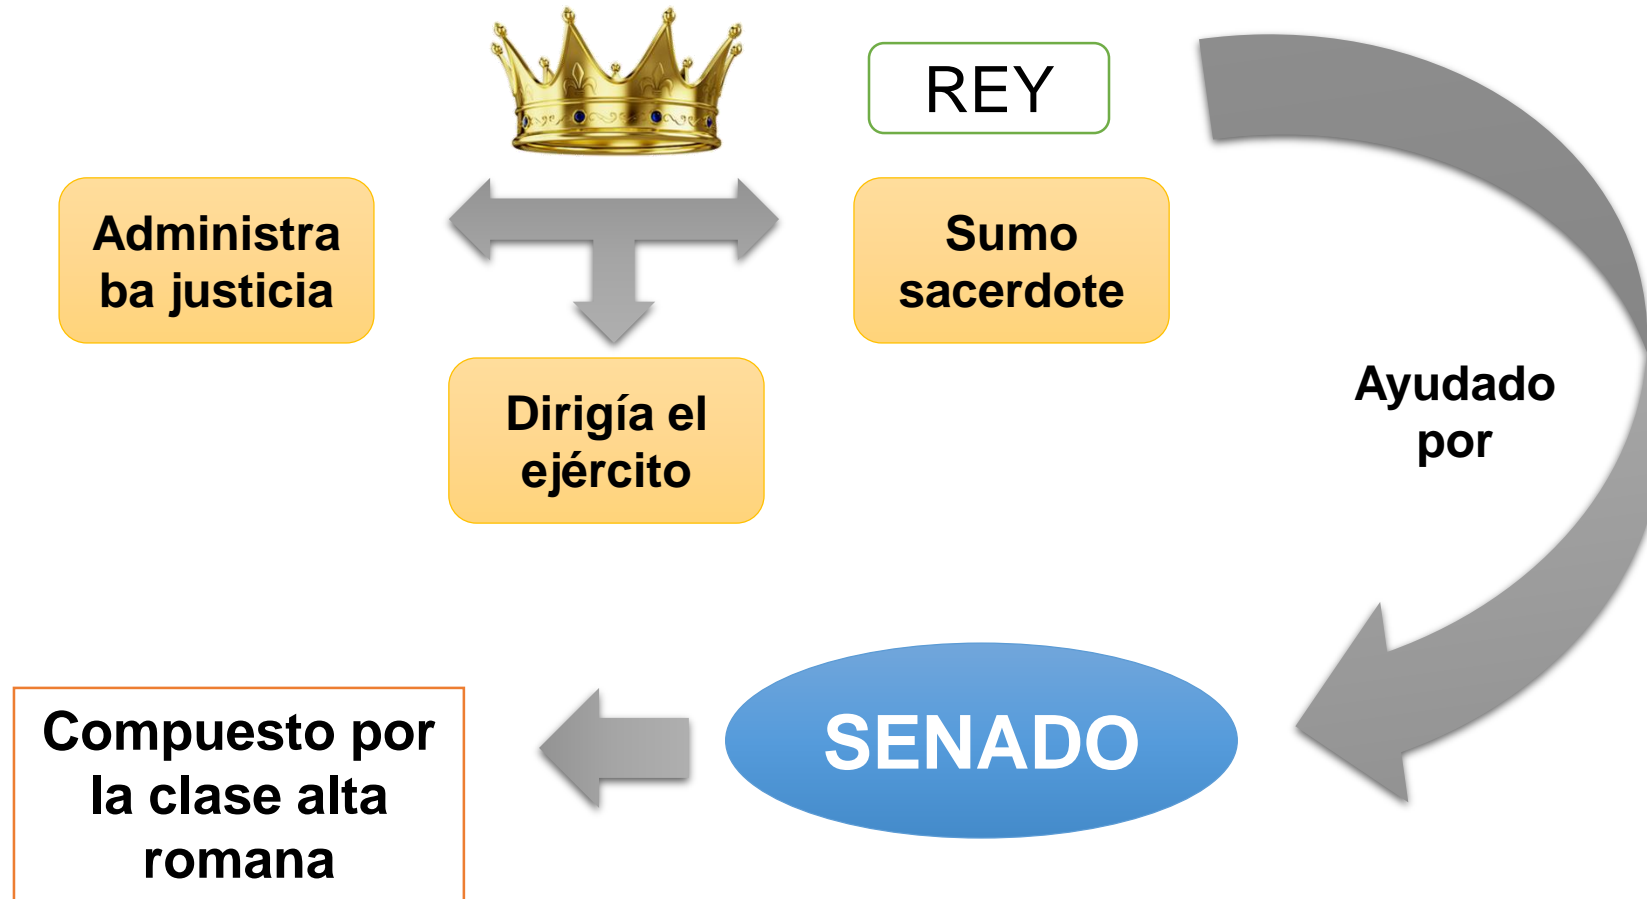 REY
Administra
ba justicia
Sumo
sacerdote
Dirigía el
ejército
Ayudado
por
SENADO
Compuesto por
la clase alta
romana